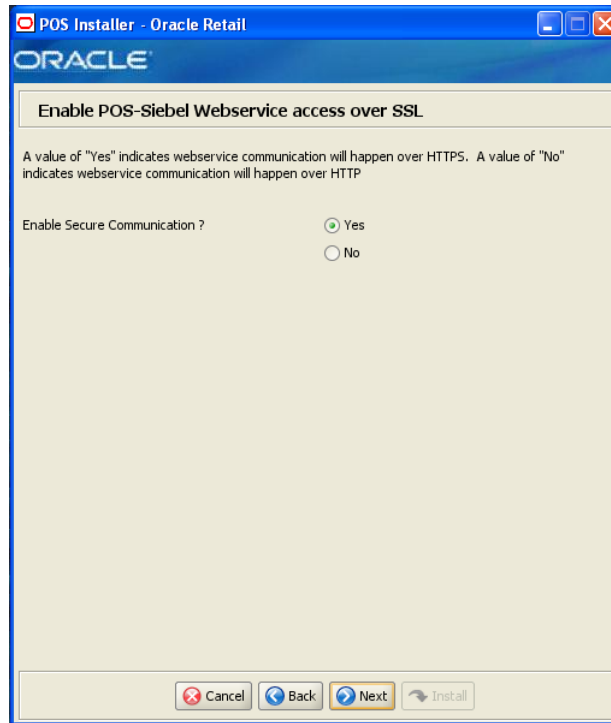 POS Installer - Oracle Retail
ORACLE
Enable POS-Siebel Webservice access over SSL
A value of "Yes" indicates webservice communication will happen over HTTPS.  A value of "No"
indicates webservice communication will happen over HTTP
Enable Secure Communication ?
Yes
No
Cancel
Back
Next
Install